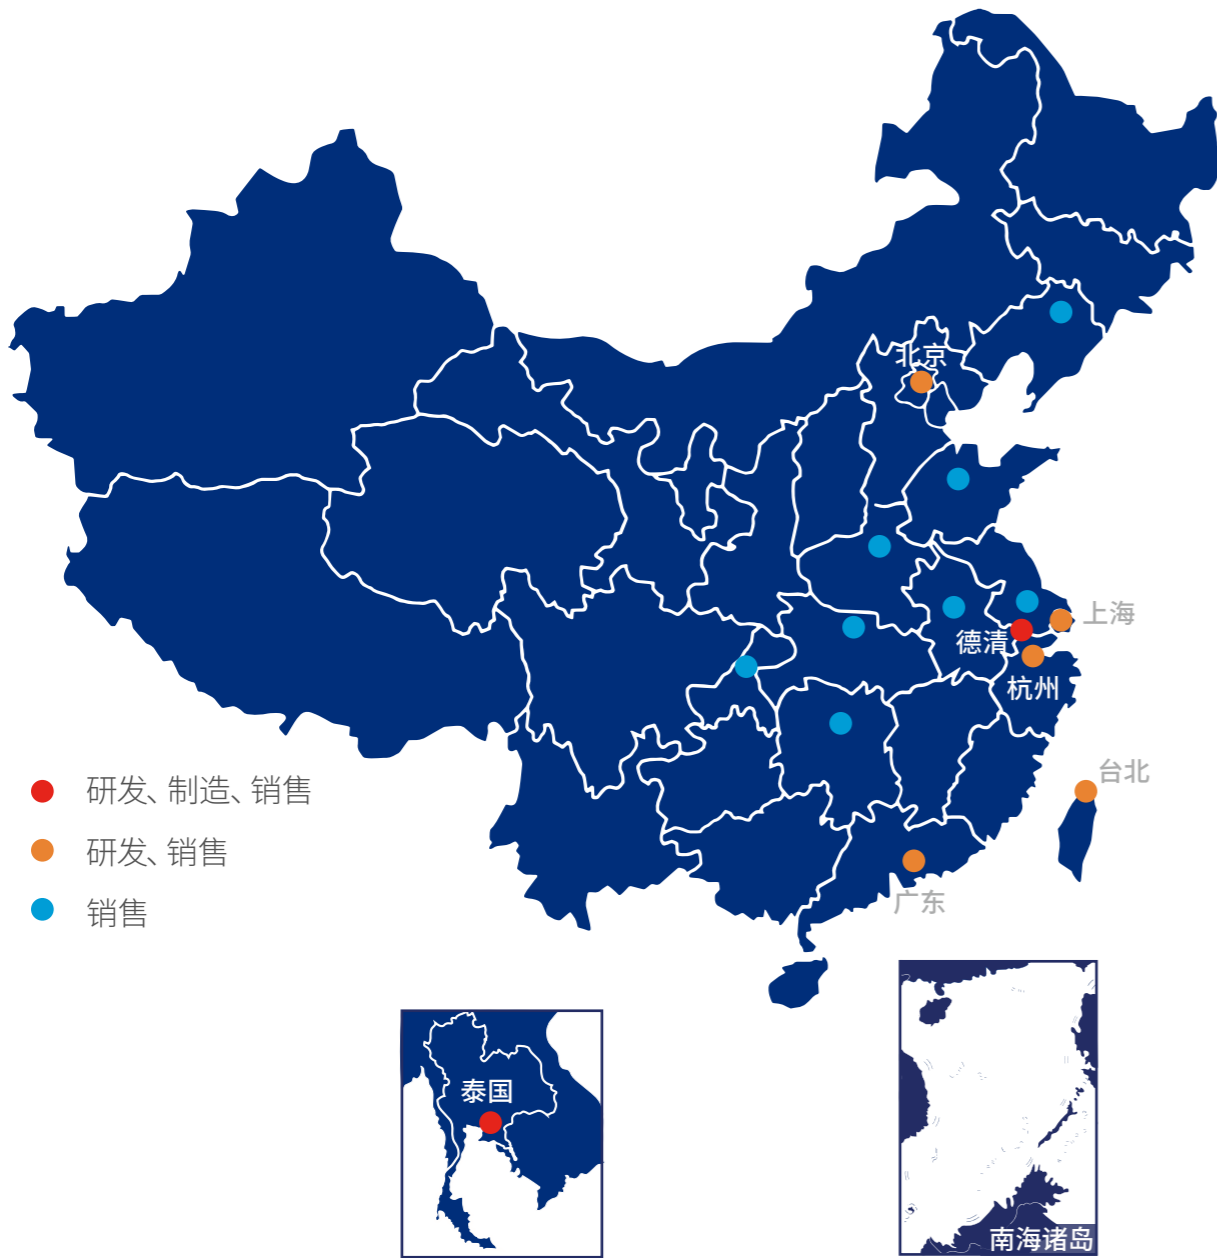 北京
上海
德清
杭州
台北
研发、制造、销售
研发、销售
销售
广东
泰国
南海诸岛